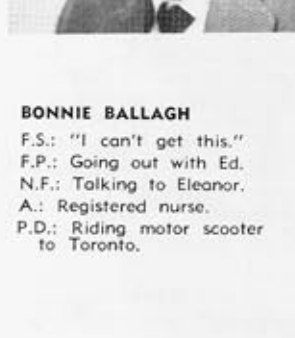 BONNIE BALLAGH
F.S.: "I can't get this."
F.P.: Going out with Ed.
N.F.: Talking to Eleanor.
A.: Registered nurse.
P.D.: Riding motor scooter
to Toronto.